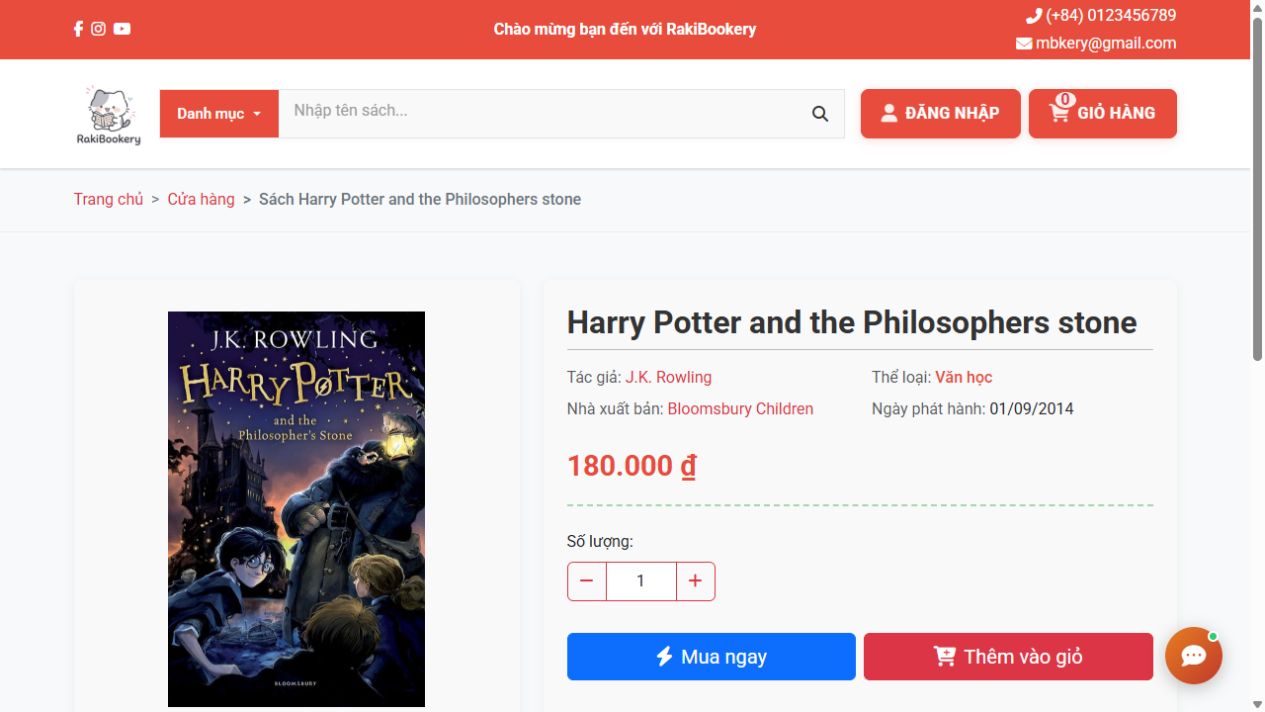 (+84) 0123456789
Chào mừng bạn đến với RakiBookery
mbkery@gmail.com
RakiBookery
Danh mục
Nhập tên sách...
ĐĂNG NHẬP
0
GIỎ HÀNG
Trang chủ > Cửa hàng > Sách Harry Potter and the Philosophers stone
J.K. ROWLING
HARRY POTTER
and the
Philosopher's Stone
BLOOMSBURY
Harry Potter and the Philosophers stone
Tác giả: J.K. Rowling
Thể loại: Văn học
Nhà xuất bản: Bloomsbury Children
Ngày phát hành: 01/09/2014
180.000 ₫
Số lượng:
− 1 +
Mua ngay
Thêm vào giỏ